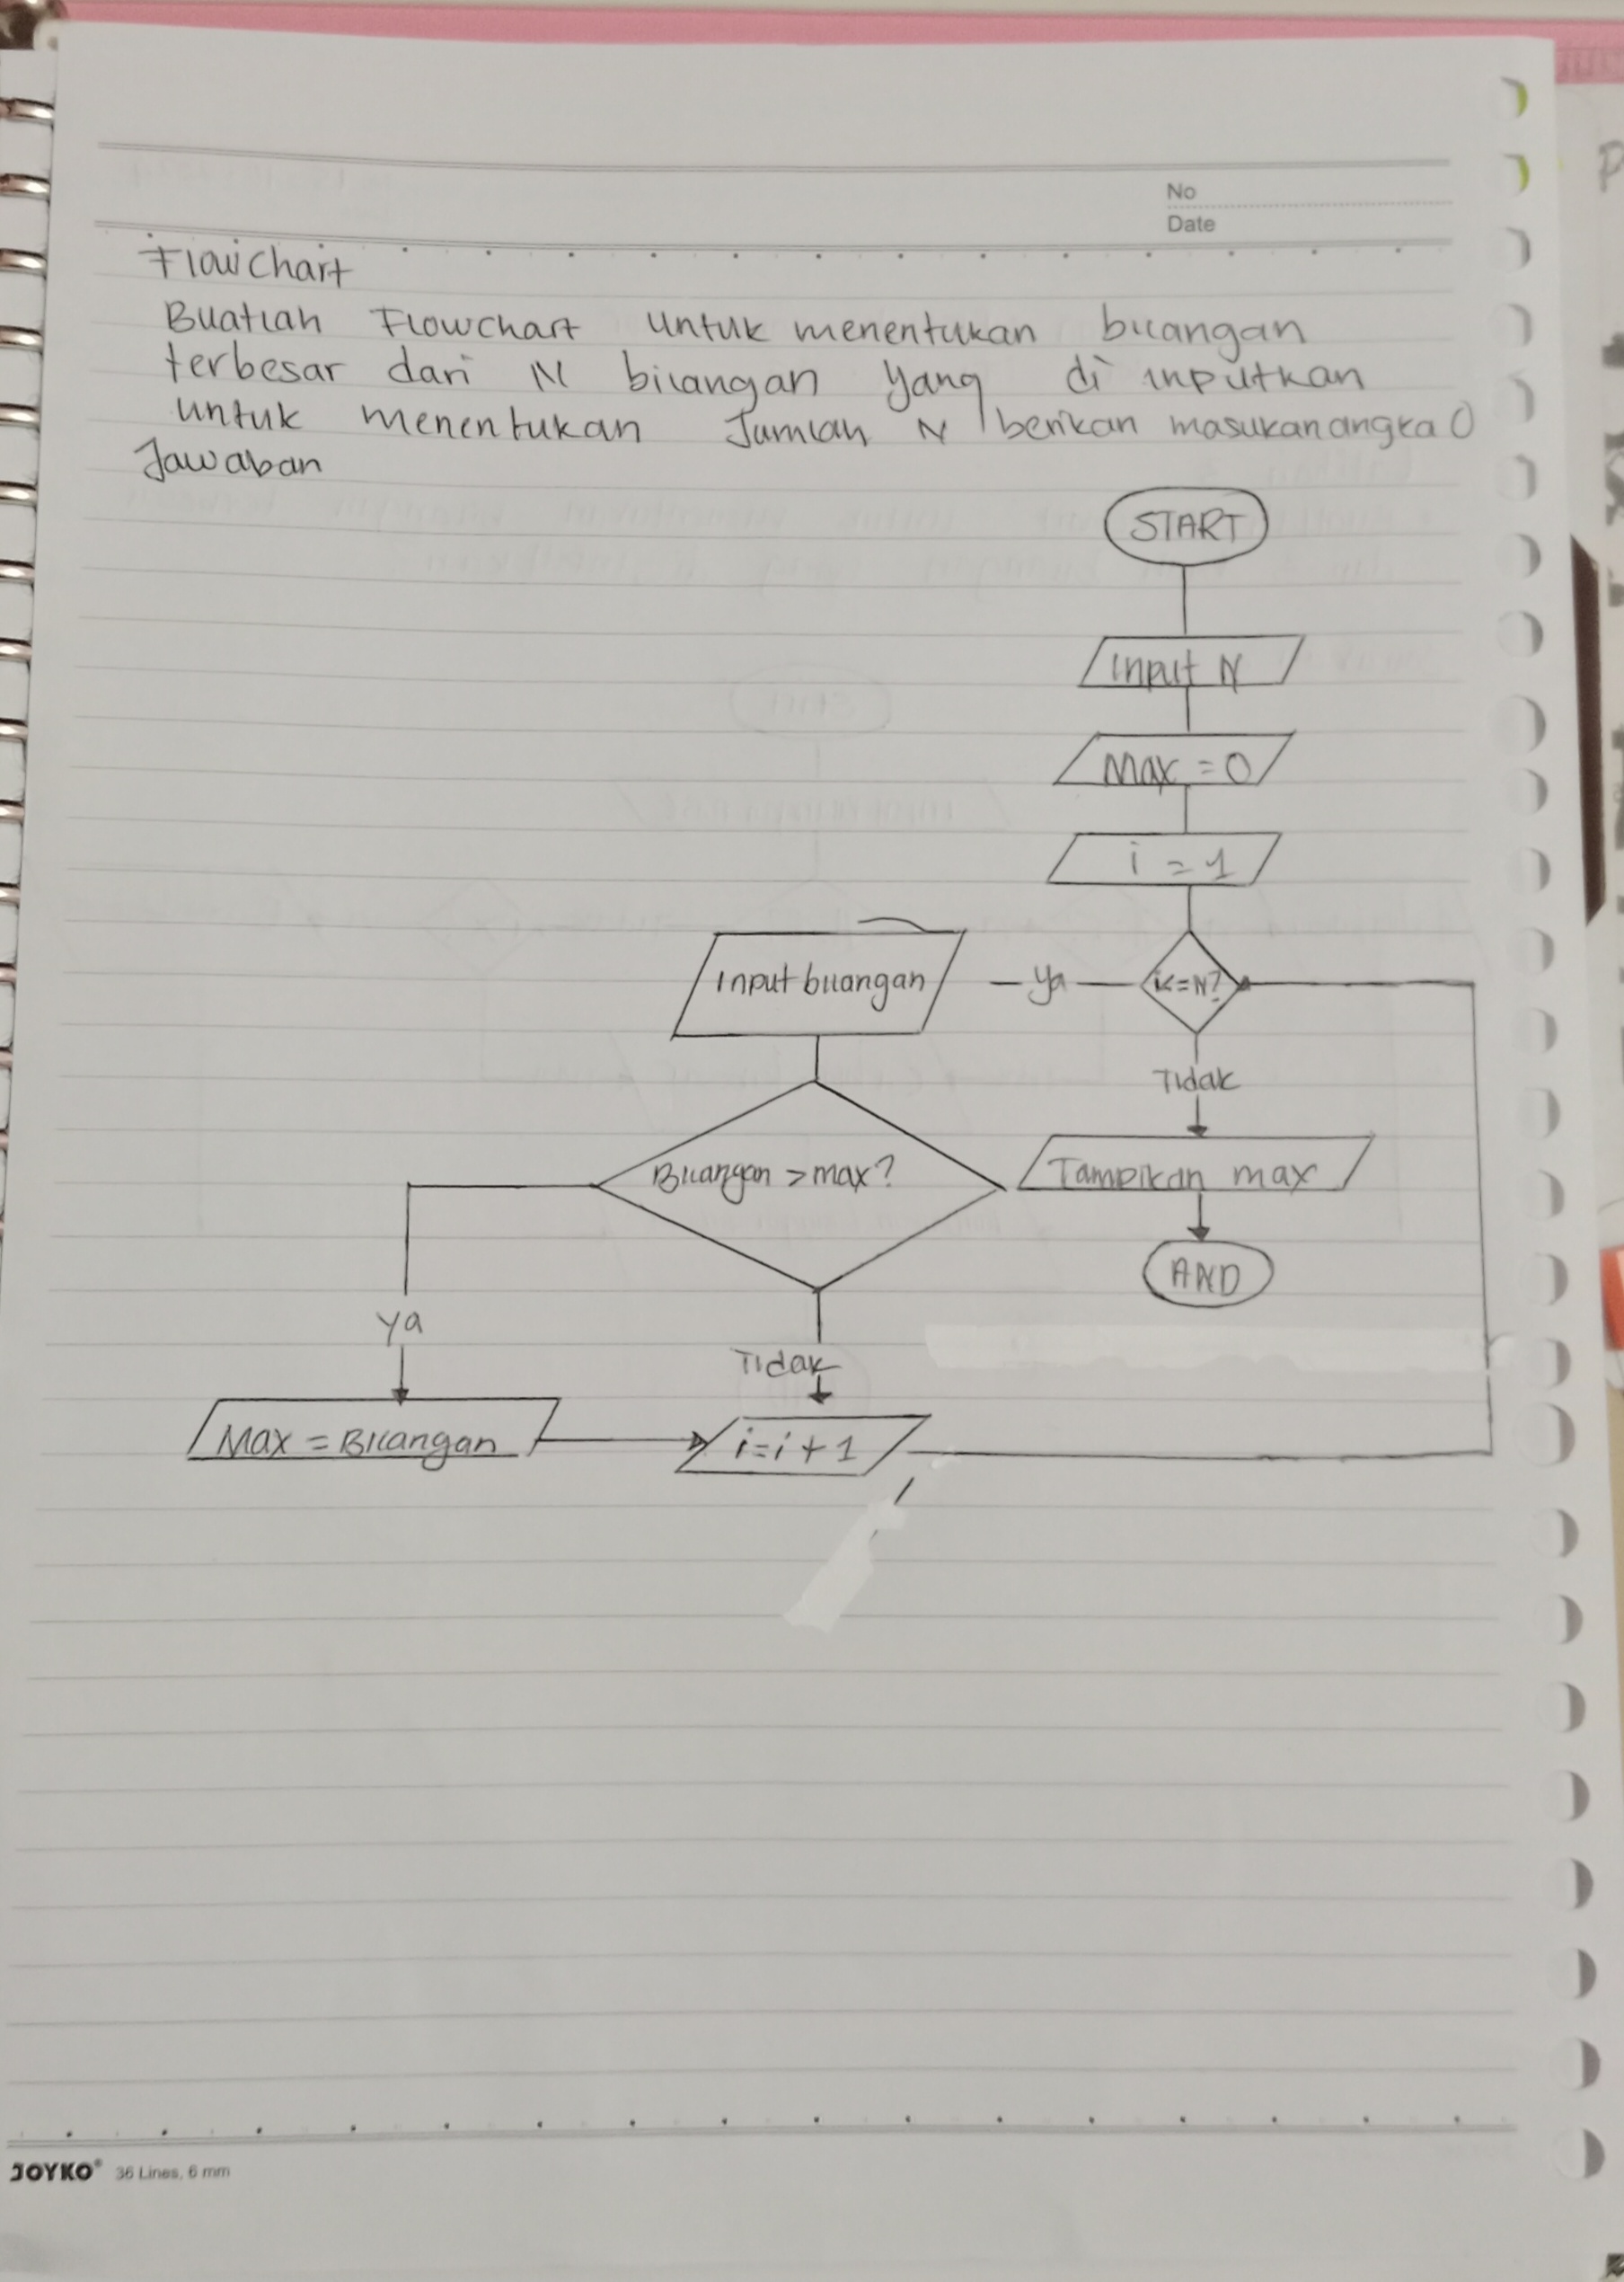 No
Date
Flowchart
Buatlah Flowchart untuk menentukan bilangan
terbesar dari N bilangan yang di inputkan
untuk menentukan Jumlah N berikan masukan angka 0
Jawaban
START
Input N
Max = 0
i = 1
Input bilangan
Ya
i<=N?
Tidak
Bilangan > max?
Tampilkan max
AND
Ya
Tidak
Max = Bilangan
i=i+1
JOYKO® 36 Lines, 6 mm